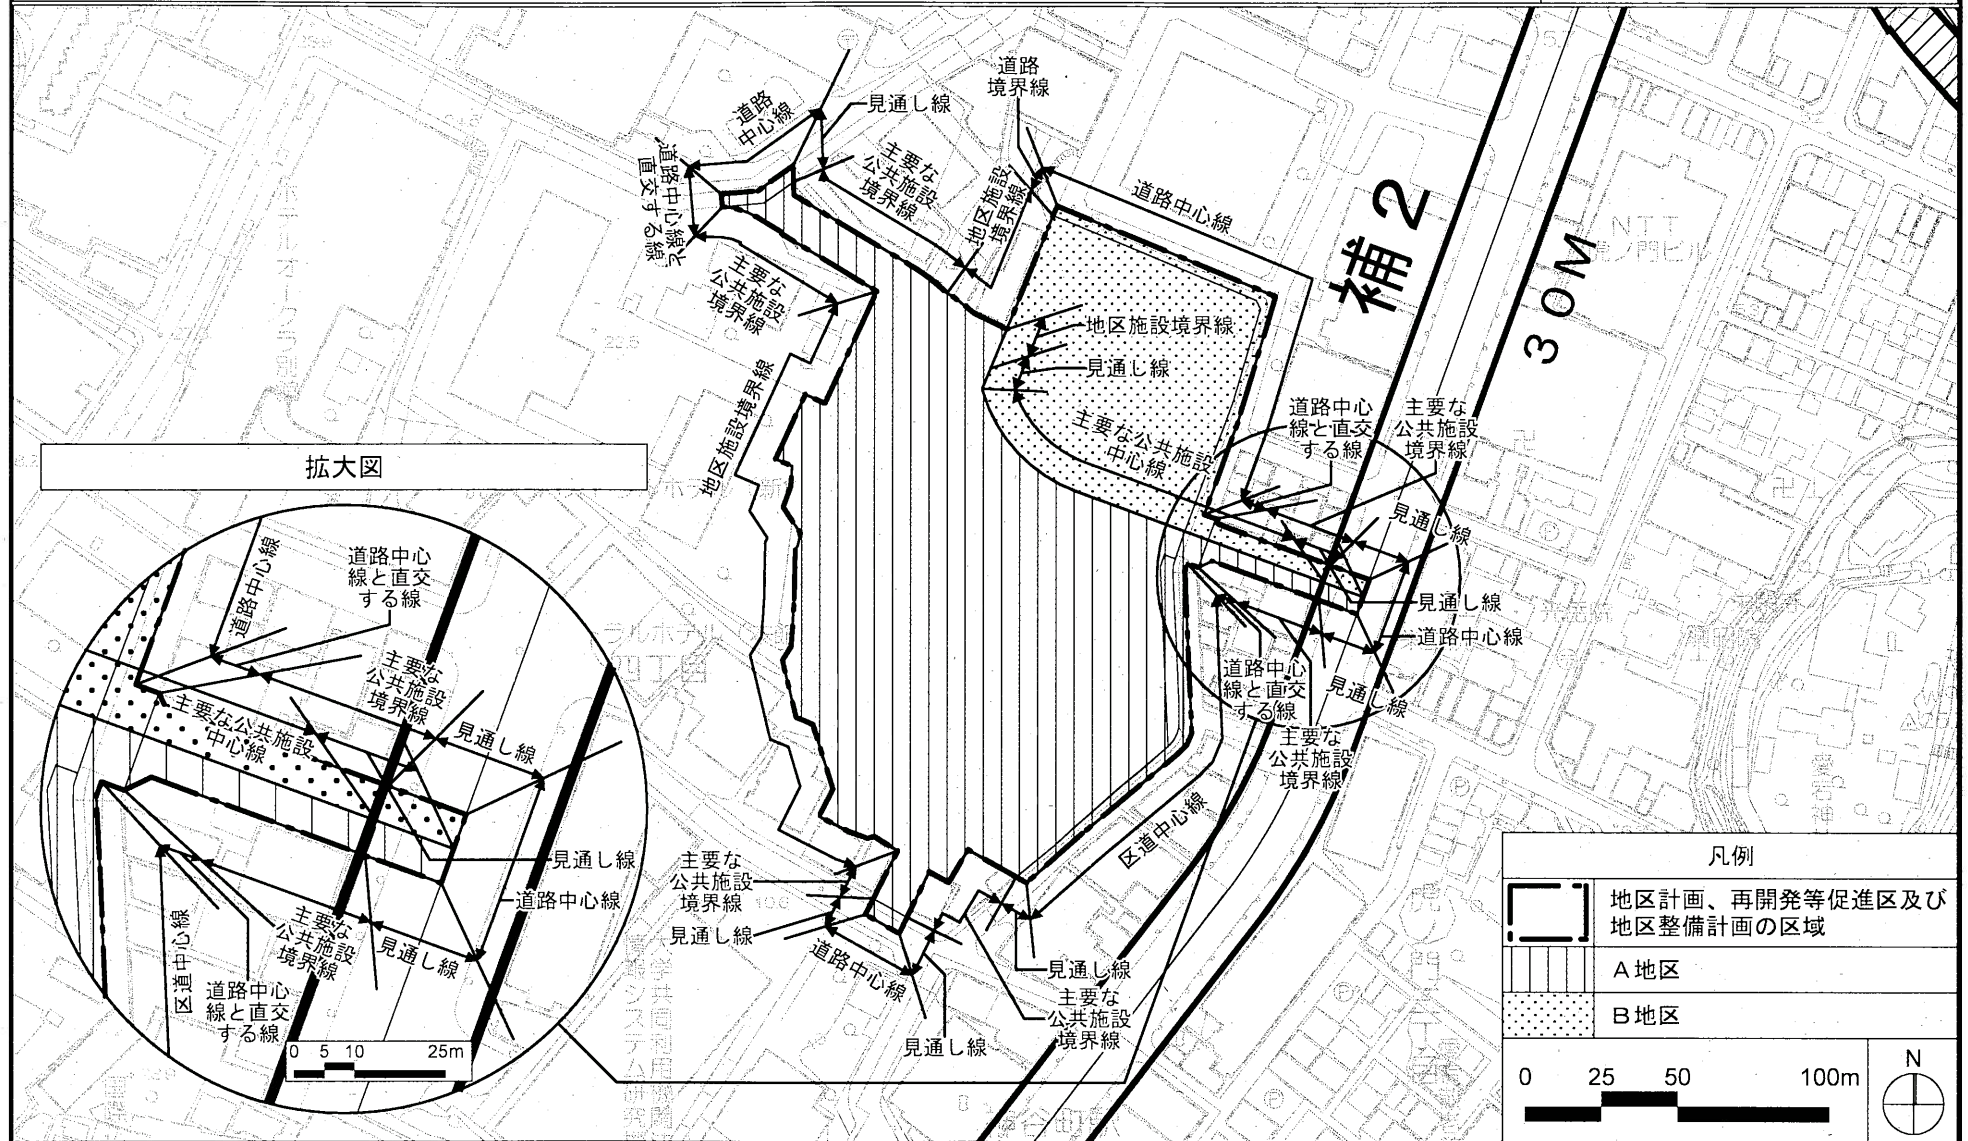 道路
境界線
見通し線
道路
中心線
道路中心線と
直交する線
主要な
公共施設
境界線
地区施設
境界線
道路中心線
補2
30M
NTT
主要な
公共施設
境界線
地区施設境界線
見通し線
地区施設境界線
主要な公共施設
中心線
道路中心
線と直交
する線
主要な
公共施設
境界線
見通し線
見通し線
道路中心線
道路中心
線と直交
する線
見通し線
主要な
公共施設
境界線
区道中心線
22.6
主要な
公共施設
境界線
見通し線
道路中心線
見通し線
見通し線
主要な
公共施設
境界線
拡大図
道路中心線
道路中心
線と直交
する線
主要な
公共施設
境界線
主要な公共施設
中心線
見通し線
見通し線
道路中心線
区道中心線
道路中心
線と直交
する線
主要な
公共施設
境界線
見通し線
0 5 10 25m
凡例
地区計画、再開発等促進区及び
地区整備計画の区域
A地区
B地区
0 25 50 100m
N